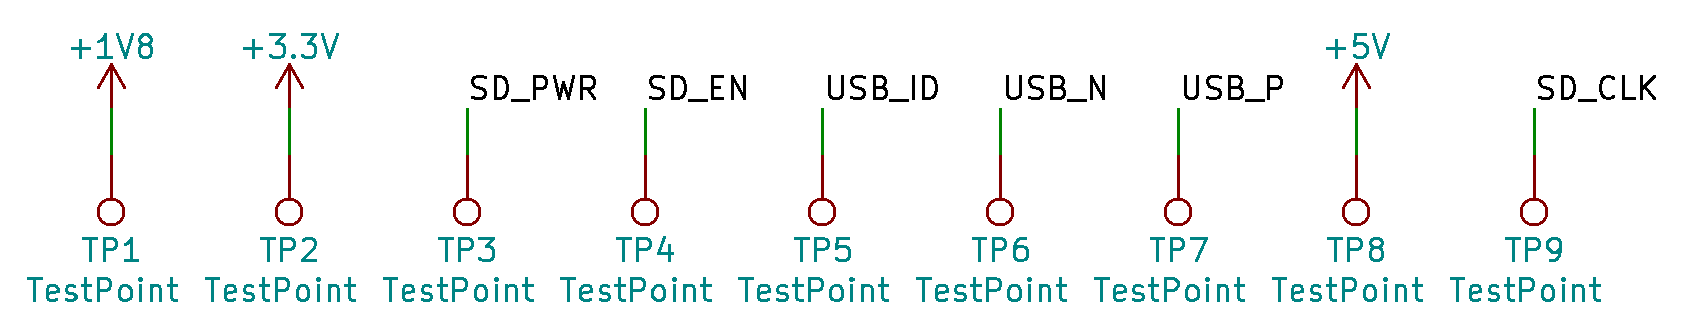 +1V8 +3.3V +5V
SD_PWR SD_EN USB_ID USB_N USB_P SD_CLK
TP1 TP2 TP3 TP4 TP5 TP6 TP7 TP8 TP9
TestPoint TestPoint TestPoint TestPoint TestPoint TestPoint TestPoint TestPoint TestPoint